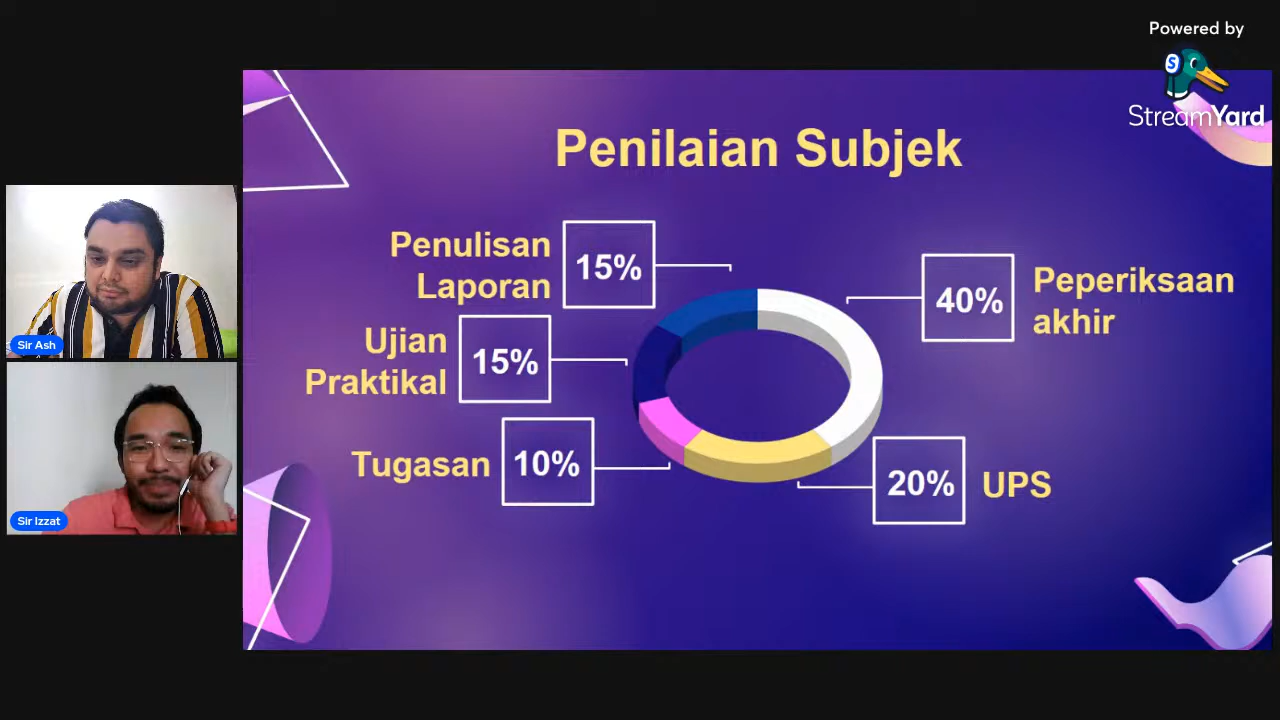 Powered by
StreamYard
Penilaian Subjek
Penulisan
Laporan
15%
40%
Peperiksaan
akhir
Ujian
Praktikal
15%
Tugasan
10%
20%
UPS
Sir Ash
Sir Izzat